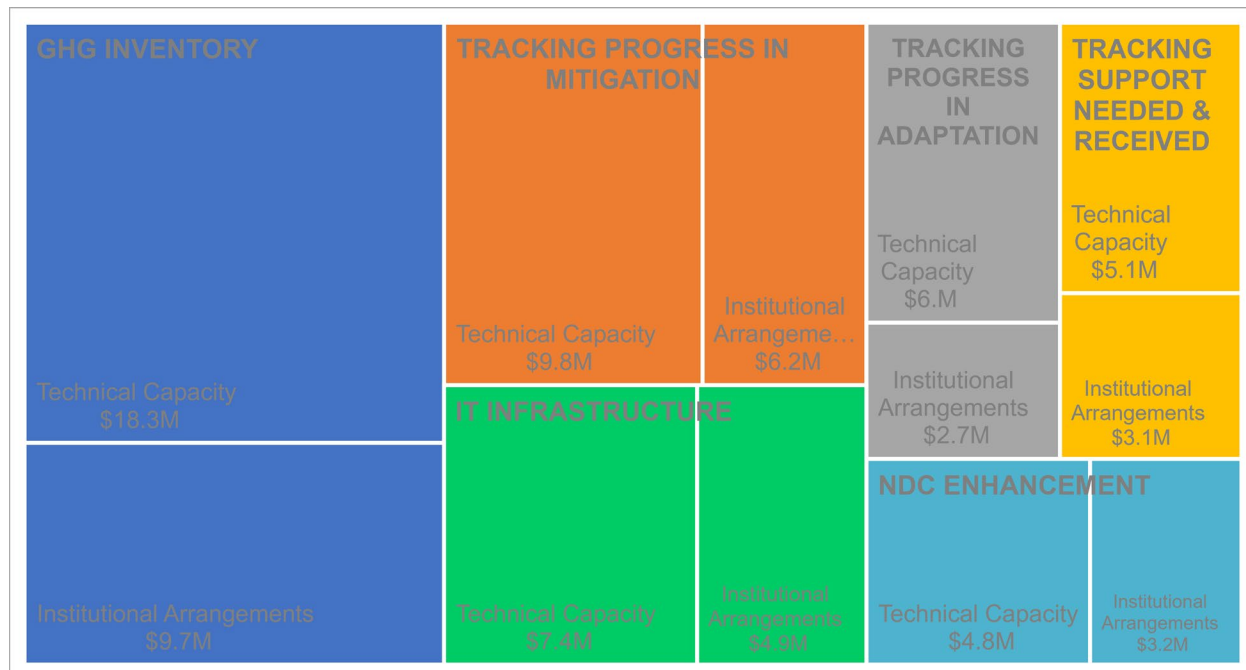 GHG INVENTORY
Technical Capacity
$18.3M
Institutional Arrangements
$9.7M
TRACKING PROGRESS IN
MITIGATION
Technical Capacity
$9.8M
Institutional
Arrangeme…
$6.2M
IT INFRASTRUCTURE
Technical Capacity
$7.4M
Institutional
Arrangements
$4.9M
TRACKING
PROGRESS
IN
ADAPTATION
Technical
Capacity
$6.M
Institutional
Arrangements
$2.7M
TRACKING
SUPPORT
NEEDED &
RECEIVED
Technical
Capacity
$5.1M
Institutional
Arrangements
$3.1M
NDC ENHANCEMENT
Technical Capacity
$4.8M
Institutional
Arrangements
$3.2M